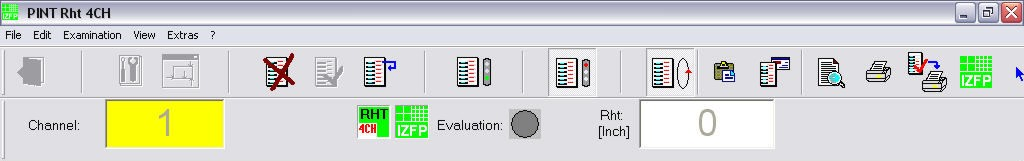 PINT Rht 4CH
File Edit Examination View Extras ?
IZFP
Channel: 1 RHT 4CH IZFP Evaluation: Rht: [Inch] 0